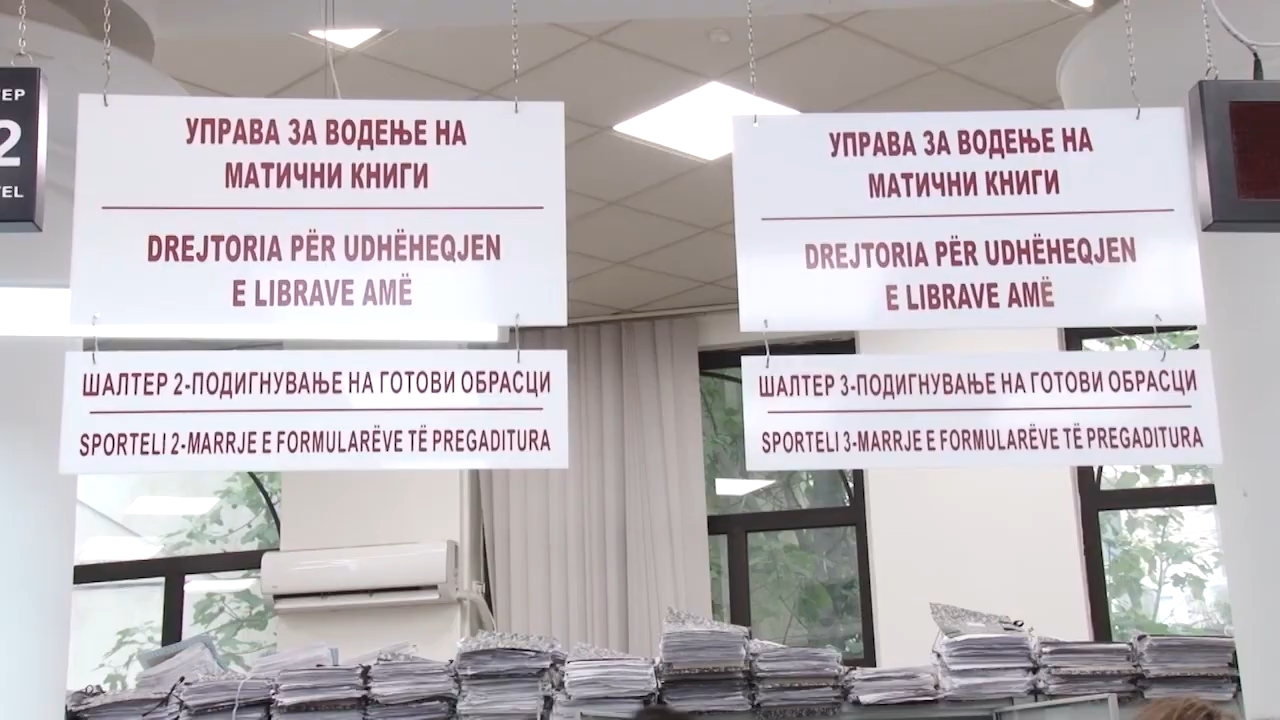 2
УПРАВА ЗА ВОДЕЊЕ НА
МАТИЧНИ КНИГИ
DREJTORIA PËR UDHËHEQJEN
E LIBRAVE AMË
ШАЛТЕР 2-ПОДИГНУВАЊЕ НА ГОТОВИ ОБРАСЦИ
SPORTELI 2-MARRJE E FORMULARËVE TË PREGADITURA
УПРАВА ЗА ВОДЕЊЕ НА
МАТИЧНИ КНИГИ
DREJTORIA PËR UDHËHEQJEN
E LIBRAVE AMË
ШАЛТЕР 3-ПОДИГНУВАЊЕ НА ГОТОВИ ОБРАСЦИ
SPORTELI 3-MARRJE E FORMULARËVE TË PREGADITURA